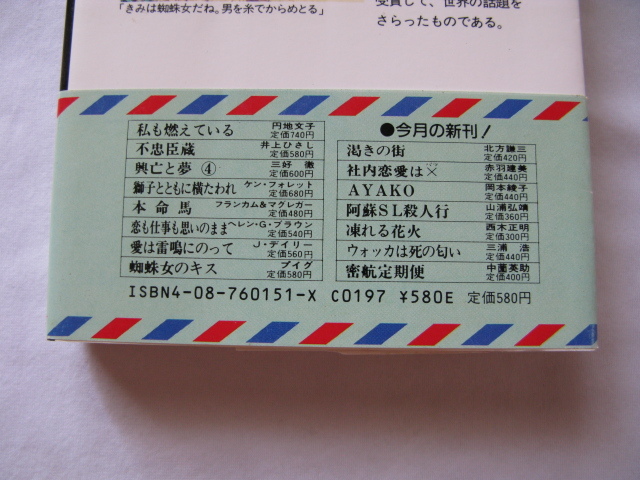 「きみは蜘蛛女だね。男を糸でからめとる」
受賞して、世界の話題を
さらったものである。
私も燃えている 円地文子 定価740円
不忠臣蔵 井上ひさし 定価580円
興亡と夢 ④ 三好 徹 定価600円
獅子とともに横たわれ ケン・フォレット 定価680円
本命馬 フランカム&マクレガー 定価480円
恋も仕事も思いのまま ヘレン・G・ブラウン 定価540円
愛は雷鳴にのって J・デイリー 定価560円
蜘蛛女のキス プイグ 定価580円
●今月の新刊!
渇きの街 北方謙三 定価420円
社内恋愛は× 赤羽建美 定価440円
AYAKO 岡本綾子 定価440円
阿蘇SL殺人行 山浦弘靖 定価360円
凍れる花火 西木正明 定価300円
ウォッカは死の匂い 三浦 浩 定価440円
密航定期便 中薗英助 定価400円
ISBN4-08-760151-X C0197 ¥580E 定価580円